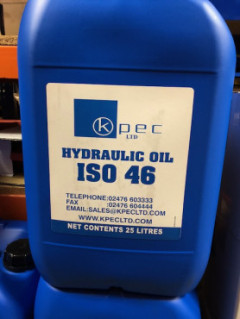 kpec
LTD
HYDRAULIC OIL
ISO 46
TELEPHONE:02476 603333
FAX :02476 604444
EMAIL:SALES@KPECLTD.COM
WWW.KPECLTD.COM
NET CONTENTS 25 LITRES